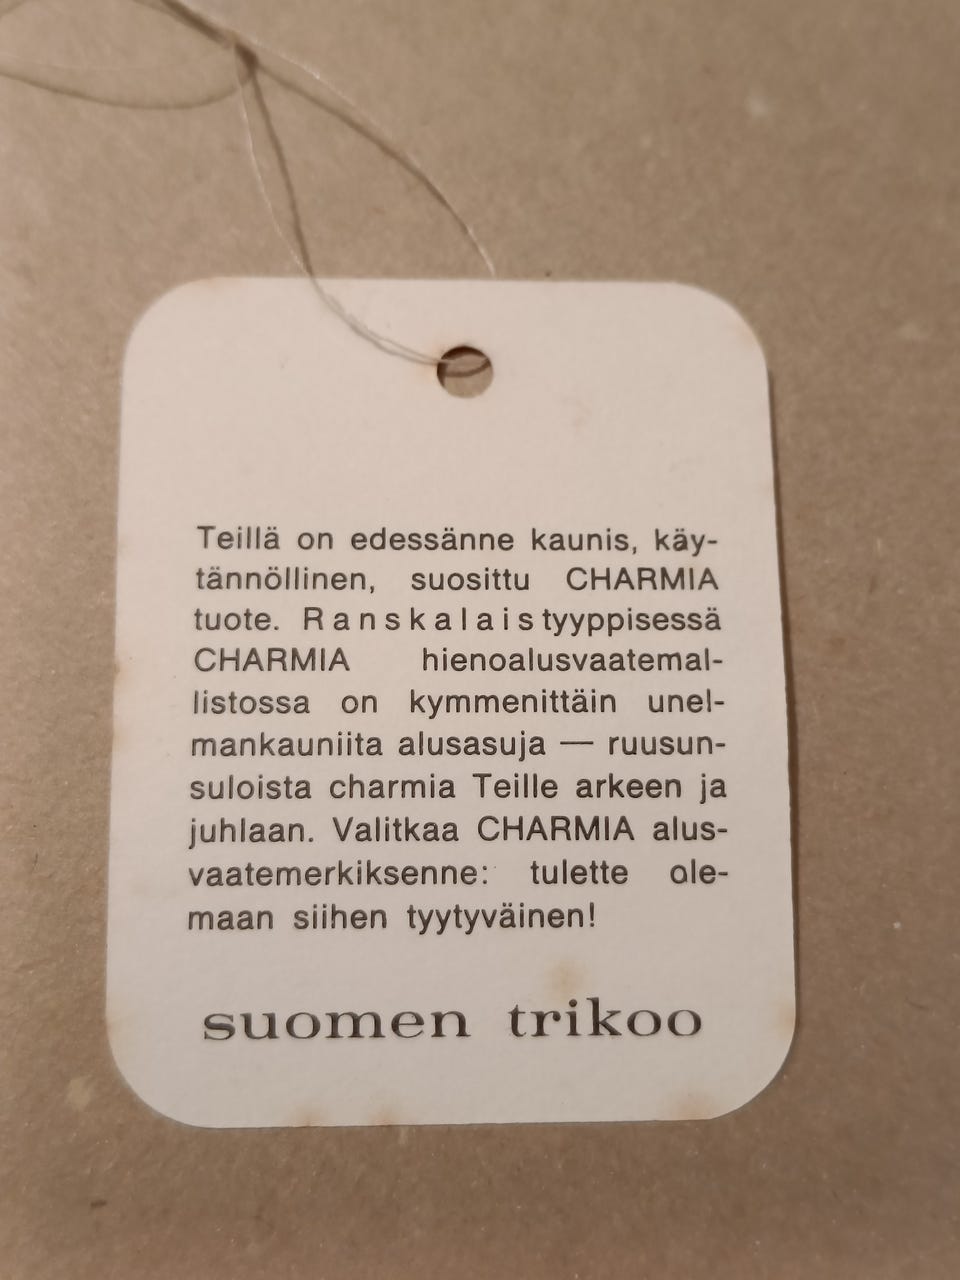 Teillä on edessänne kaunis, käy-
tännöllinen, suosittu CHARMIA
tuote. Ranskalaistyyppisessä
CHARMIA hienoalusvaatemal-
listossa on kymmenittäin unel-
mankauniita alusasuja — ruusun-
suloista charmia Teille arkeen ja
juhlaan. Valitkaa CHARMIA alus-
vaatemerkiksenne: tulette ole-
maan siihen tyytyväinen!
suomen trikoo